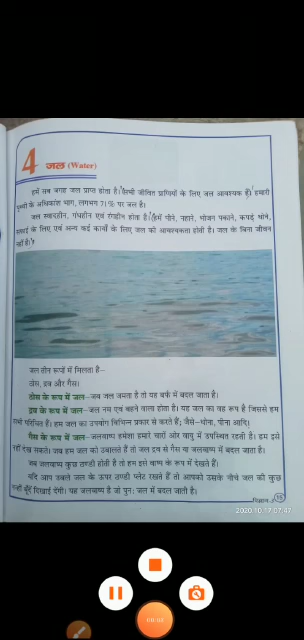 4 जल (Water)
हमें सब जगह जल प्राप्त होता है। सभी जीवित प्राणियों के लिए जल आवश्यक है। हमारी
पृथ्वी के अधिकांश भाग, लगभग 71% पर जल है।
जल स्वादहीन, गंधहीन एवं रंगहीन होता है। हमें पीने, नहाने, भोजन पकाने, कपड़े धोने,
सफाई के लिए एवं अन्य कई कार्यों के लिए जल की आवश्यकता होती है। जल के बिना जीवन
नहीं है।
जल तीन रूपों में मिलता है–
ठोस, द्रव और गैस।
ठोस के रूप में जल–जब जल जमता है तो यह बर्फ में बदल जाता है।
द्रव के रूप में जल–जल नम एवं बहने वाला होता है। यह जल का वह रूप है जिससे हम
सभी परिचित हैं। हम जल का उपयोग विभिन्न प्रकार से करते हैं; जैसे–धोना, पीना आदि।
गैस के रूप में जल–जलवाष्प हमेशा हमारे चारों ओर वायु में उपस्थित रहती है। हम इसे
नहीं देख सकते। जब हम जल को उबालते हैं तो जल द्रव से गैस या जलवाष्प में बदल जाता है।
जब जलवाष्प कुछ ठण्डी होती है तो हम इसे वाष्प के रूप में देखते हैं।
यदि आप उबले जल के ऊपर ठण्डी प्लेट रखते हैं तो आपको उसके नीचे जल की कुछ
बूँदें दिखाई देंगी। यह जलवाष्प है जो पुनः जल में बदल जाती है।
2020.10.17 07:47